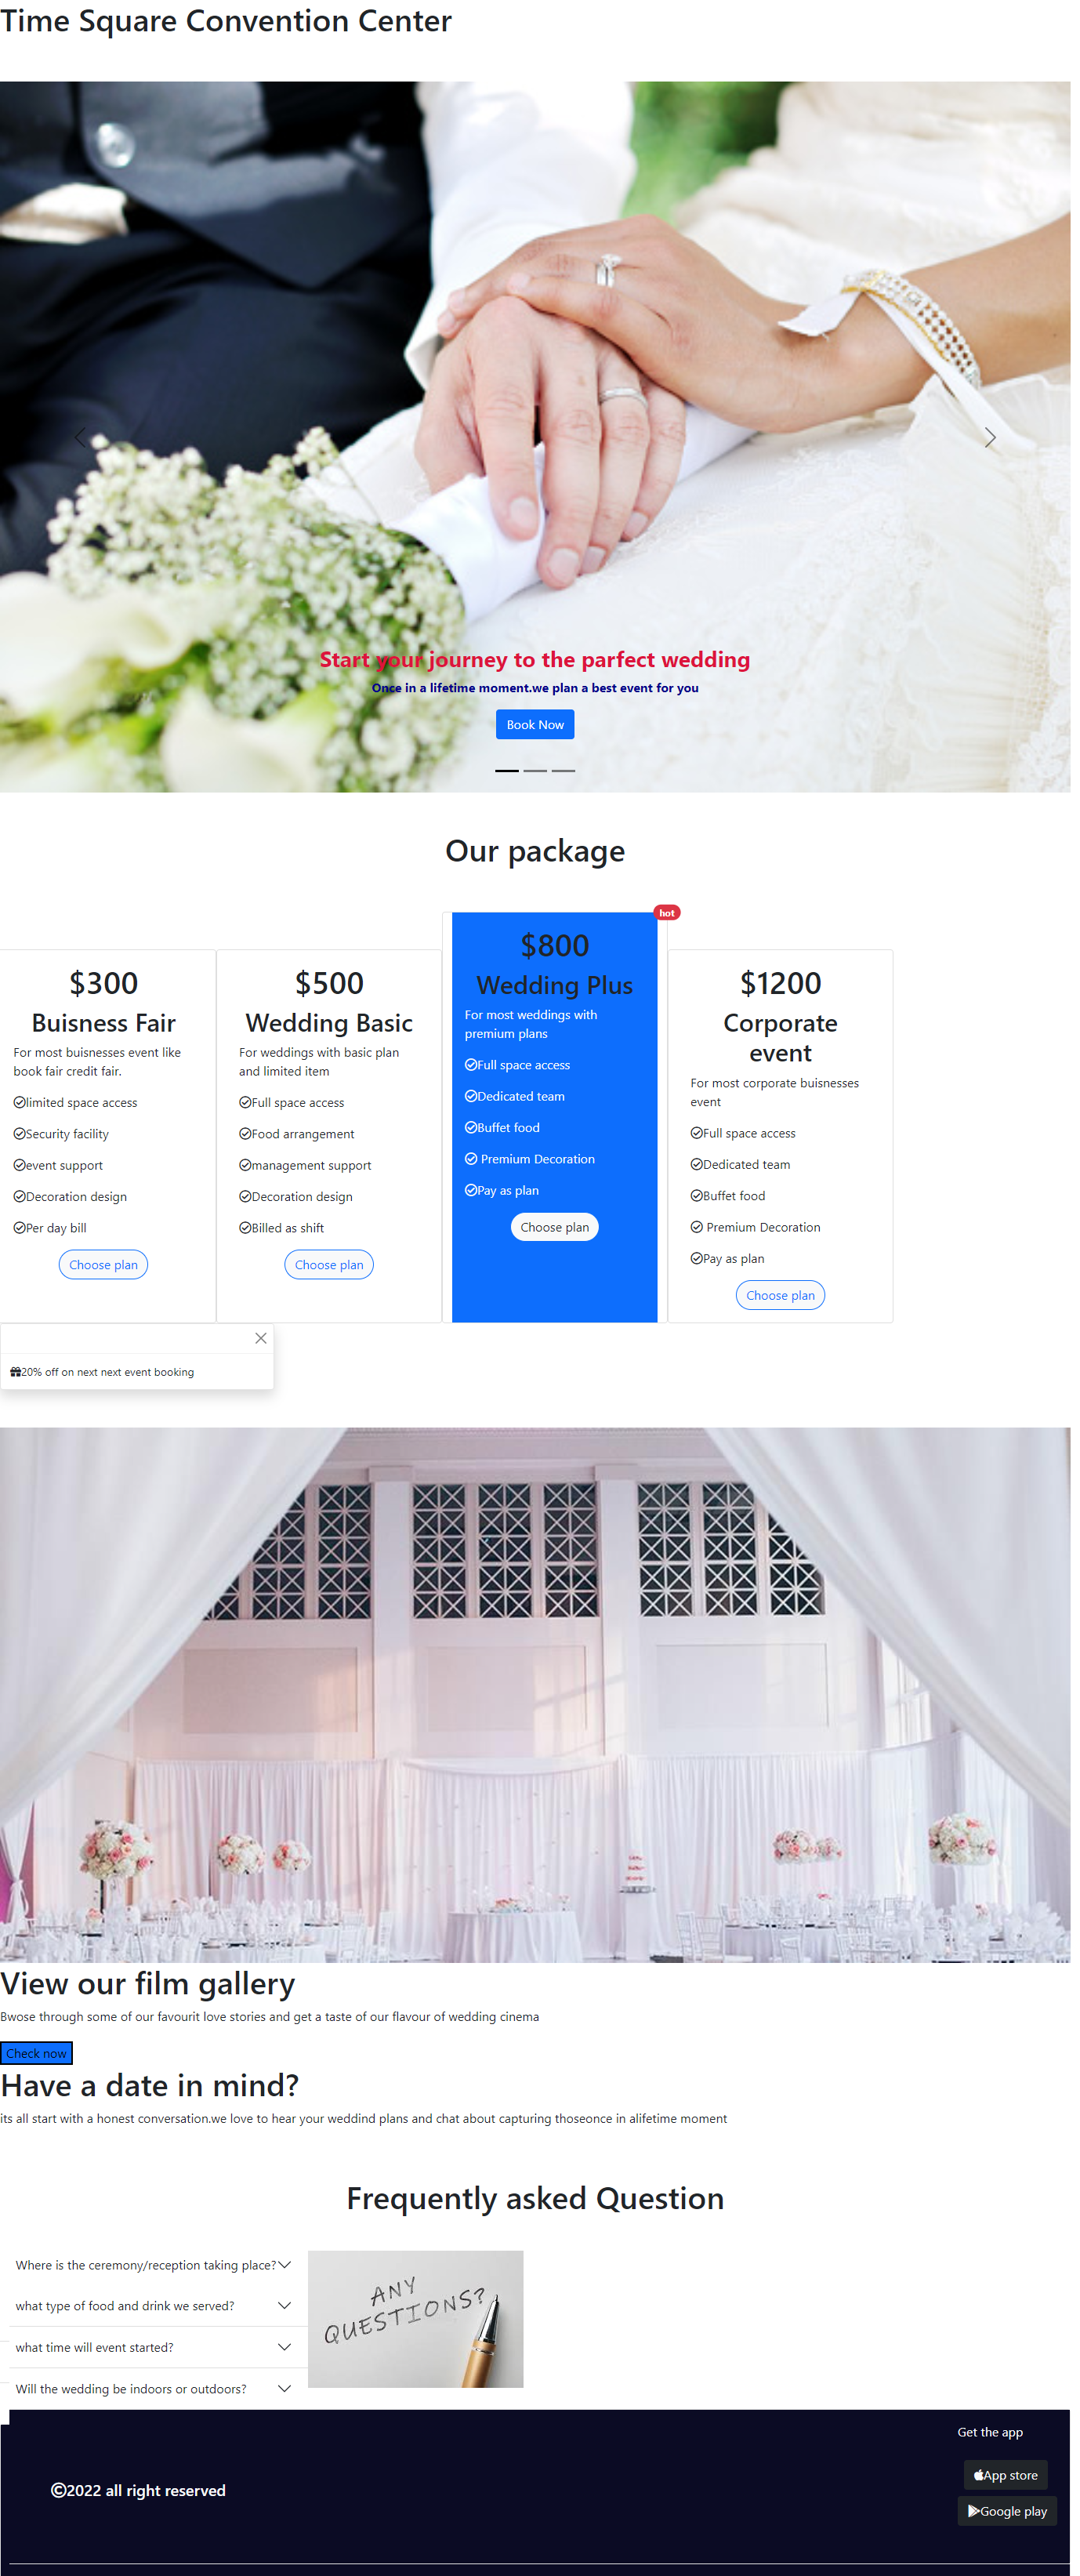 Time Square Convention Center
Start your journey to the parfect wedding
Once in a lifetime moment.we plan a best event for you
Book Now
Our package
$300
Buisness Fair
For most buisnesses event like
book fair credit fair.
limited space access
Security facility
event support
Decoration design
Per day bill
Choose plan
$500
Wedding Basic
For weddings with basic plan
and limited item
Full space access
Food arrangement
management support
Decoration design
Billed as shift
Choose plan
hot
$800
Wedding Plus
For most weddings with
premium plans
Full space access
Dedicated team
Buffet food
Premium Decoration
Pay as plan
Choose plan
$1200
Corporate
event
For most corporate buisnesses
event
Full space access
Dedicated team
Buffet food
Premium Decoration
Pay as plan
Choose plan
20% off on next next event booking
View our film gallery
Bwose through some of our favourit love stories and get a taste of our flavour of wedding cinema
Check now
Have a date in mind?
its all start with a honest conversation.we love to hear your weddind plans and chat about capturing thoseonce in alifetime moment
Frequently asked Question
Where is the ceremony/reception taking place?
what type of food and drink we served?
what time will event started?
Will the wedding be indoors or outdoors?
ANY
QUESTIONS?
Get the app
©2022 all right reserved
App store
Google play